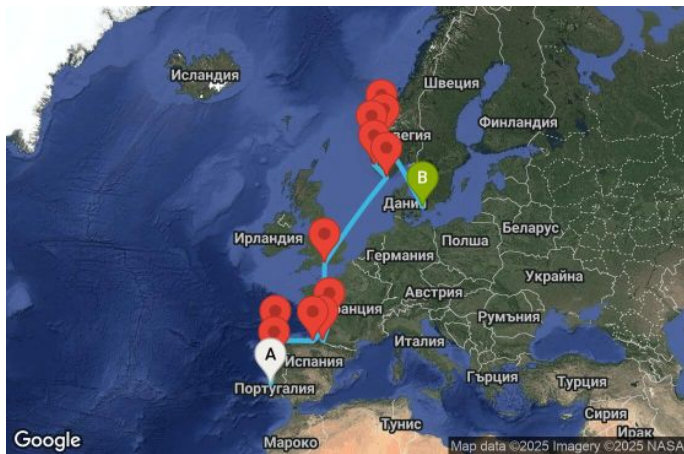 Исландия
Швеция
легия
Финландия
B
Дани
Ирландия
Полша
Беларус
Германия
Украйна
Австрия
ранция
Румъния
A
Италия
Испания
Португалия
Гърция
Турция
Тунис
Сирия
Мароко
Ирак
Google
Map data ©2025 Imagery ©2025 NASA